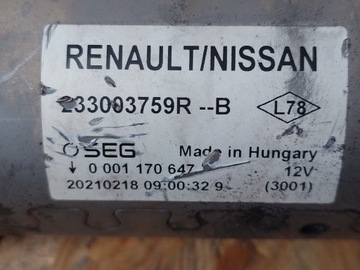 RENAULT/NISSAN
233003759R --B
L78
SEG Made in Hungary
0 001 170 647 12V
20210218 09:00:32 9- (3001)